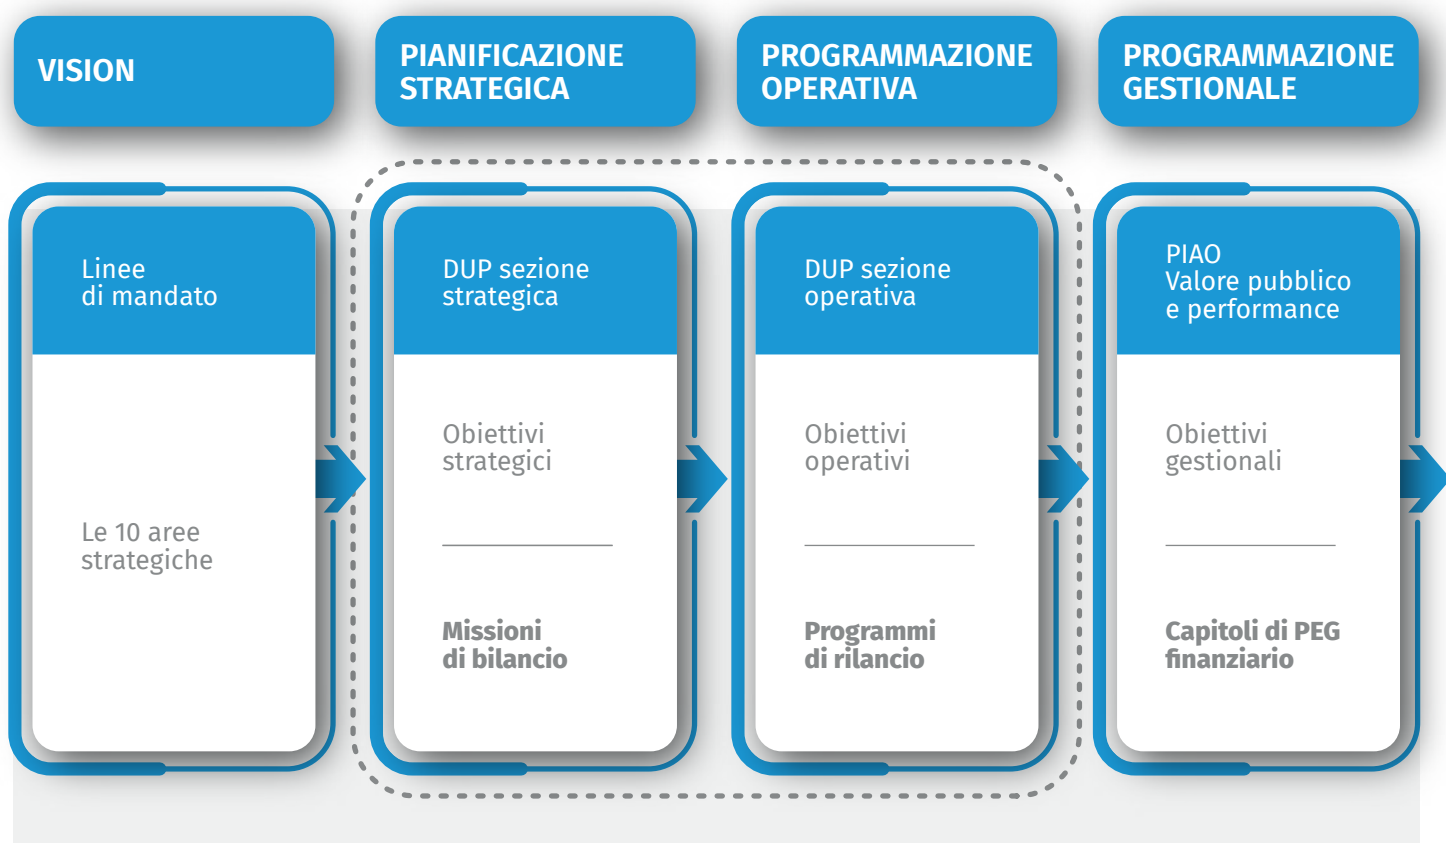 VISION
PIANIFICAZIONE
STRATEGICA
PROGRAMMAZIONE
OPERATIVA
PROGRAMMAZIONE
GESTIONALE
Linee
di mandato
Le 10 aree
strategiche
DUP sezione
strategica
Obiettivi
strategici
Missioni
di bilancio
DUP sezione
operativa
Obiettivi
operativi
Programmi
di rilancio
PIAO
Valore pubblico
e performance
Obiettivi
gestionali
Capitoli di PEG
finanziario